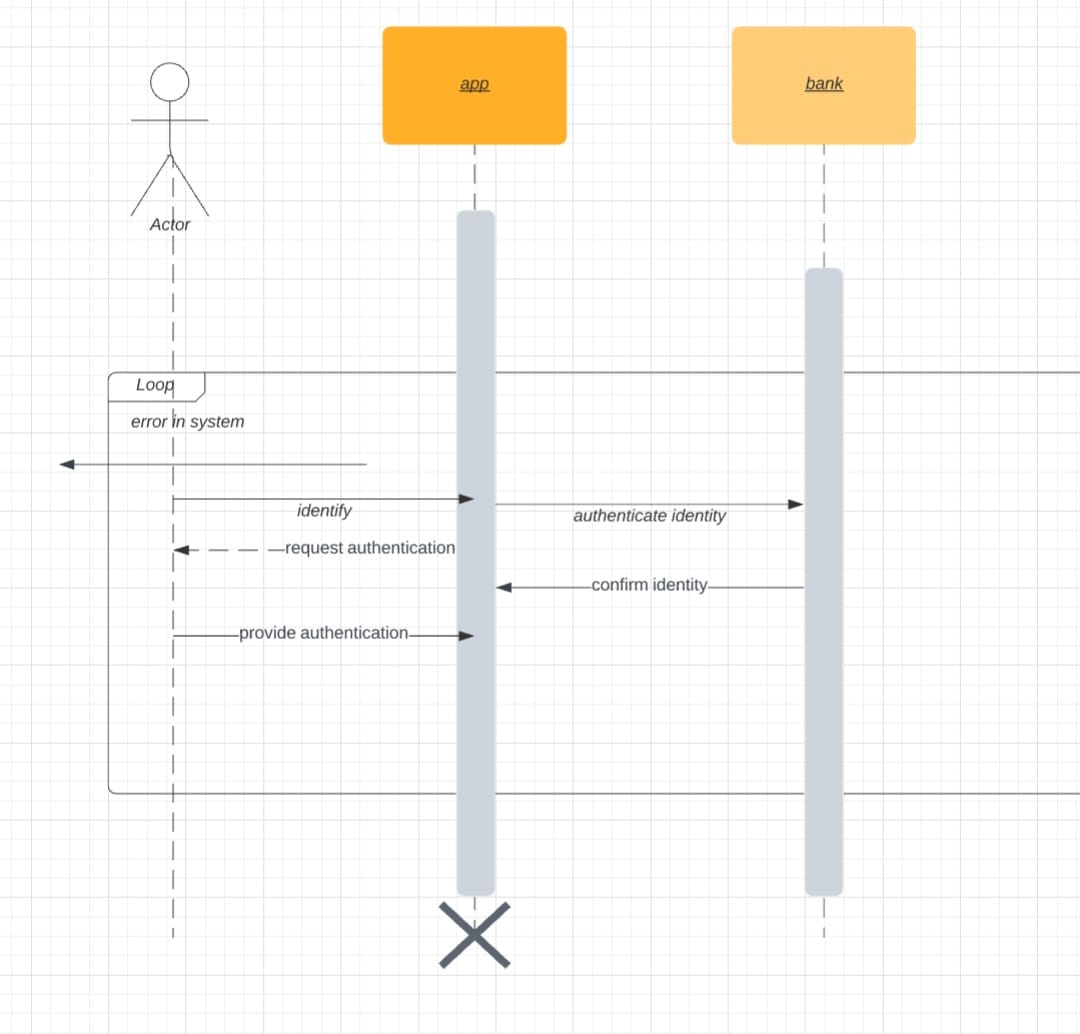 app
bank
Actor
Loop
error in system
identify
authenticate identity
request authentication
confirm identity
provide authentication